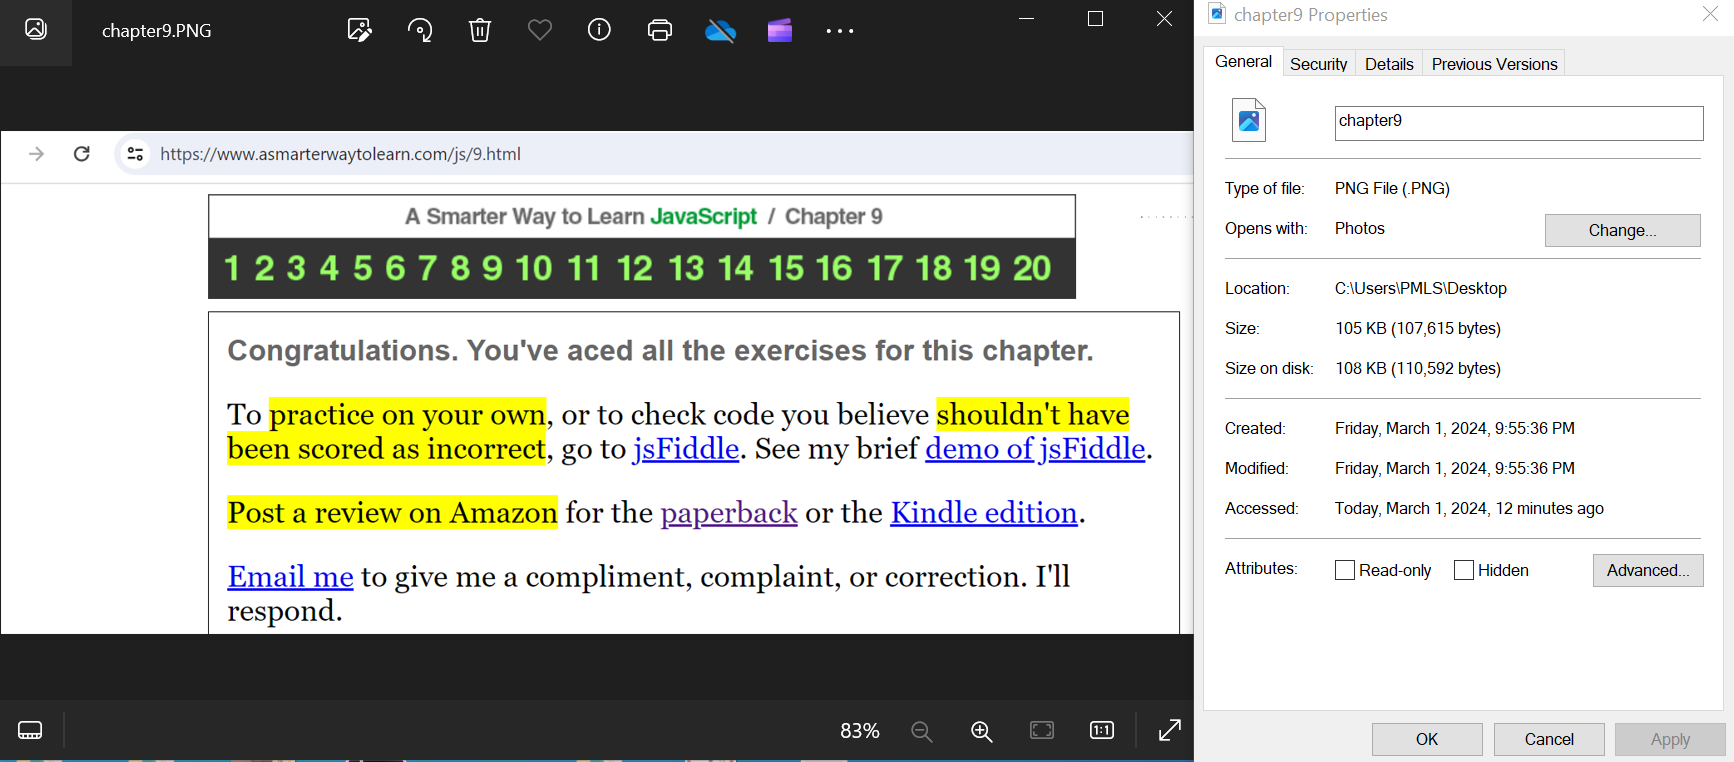 chapter9.PNG
https://www.asmarterwaytolearn.com/js/9.html
A Smarter Way to Learn JavaScript / Chapter 9
1 2 3 4 5 6 7 8 9 10 11 12 13 14 15 16 17 18 19 20
Congratulations. You've aced all the exercises for this chapter.
To practice on your own, or to check code you believe shouldn't have
been scored as incorrect, go to jsFiddle. See my brief demo of jsFiddle.
Post a review on Amazon for the paperback or the Kindle edition.
Email me to give me a compliment, complaint, or correction. I'll
respond.
83%
1:1
chapter9 Properties
General Security Details Previous Versions
chapter9
Type of file: PNG File (.PNG)
Opens with: Photos Change...
Location: C:\Users\PMLS\Desktop
Size: 105 KB (107,615 bytes)
Size on disk: 108 KB (110,592 bytes)
Created: Friday, March 1, 2024, 9:55:36 PM
Modified: Friday, March 1, 2024, 9:55:36 PM
Accessed: Today, March 1, 2024, 12 minutes ago
Attributes: Read-only Hidden Advanced...
OK Cancel Apply